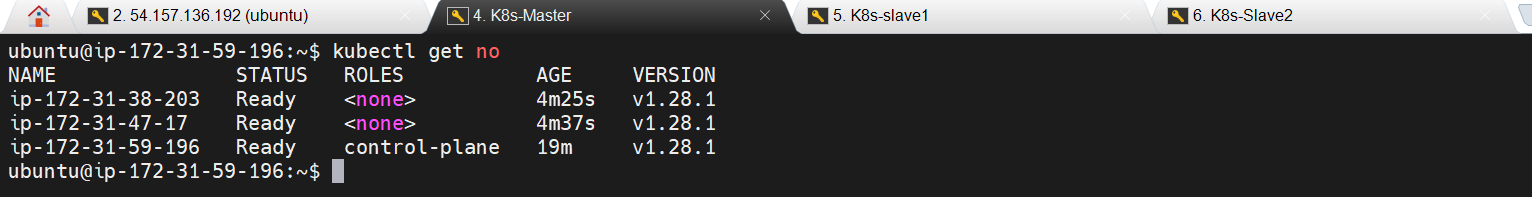 2. 54.157.136.192 (ubuntu) 4. K8s-Master 5. K8s-slave1 6. K8s-Slave2
ubuntu@ip-172-31-59-196:~$ kubectl get no
NAME STATUS ROLES AGE VERSION
ip-172-31-38-203 Ready <none> 4m25s v1.28.1
ip-172-31-47-17 Ready <none> 4m37s v1.28.1
ip-172-31-59-196 Ready control-plane 19m v1.28.1
ubuntu@ip-172-31-59-196:~$